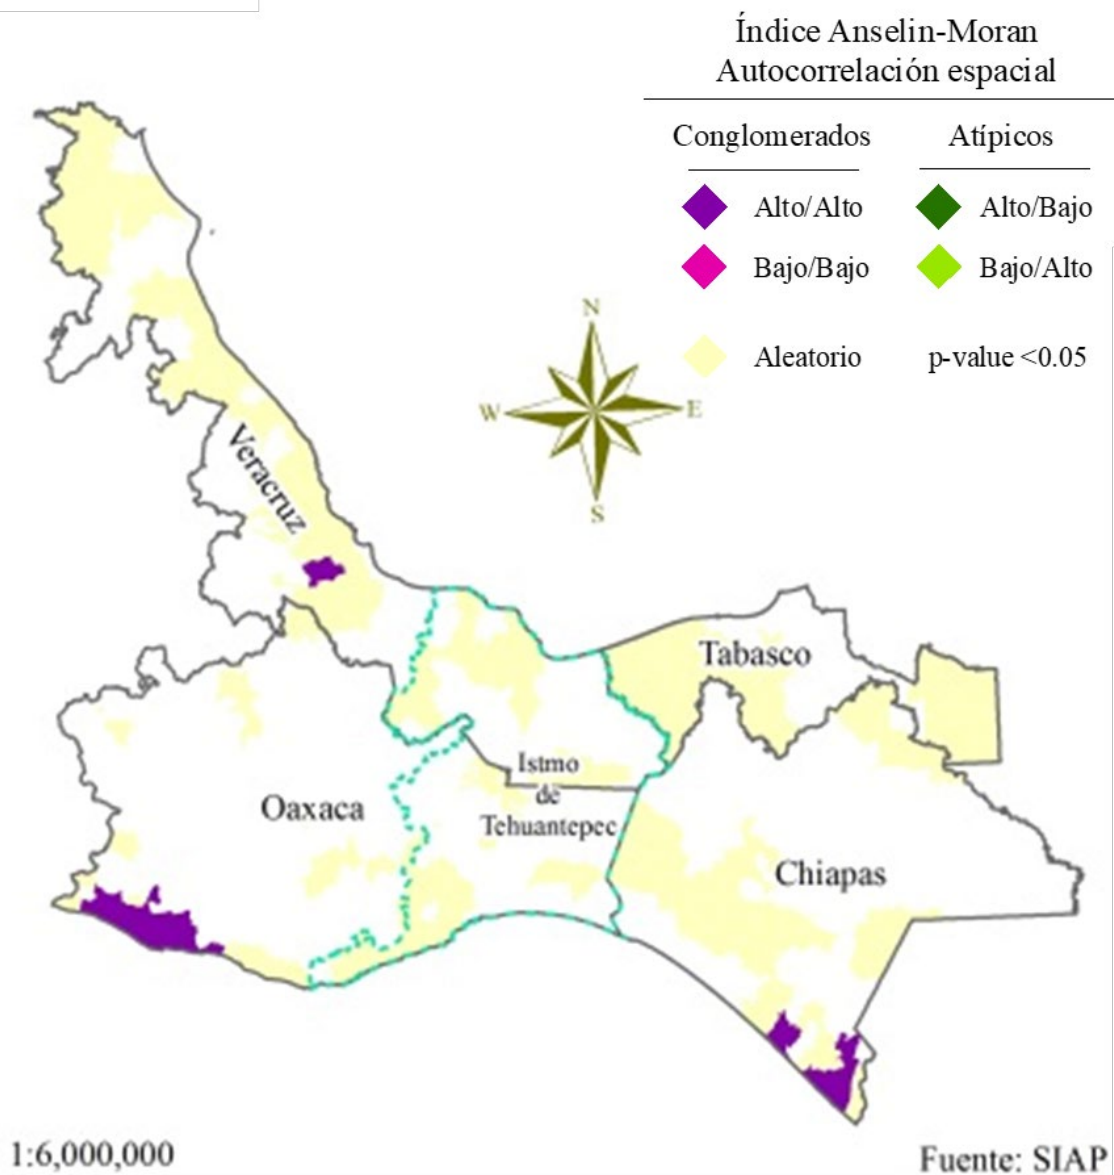 Índice Anselin-Moran
Autocorrelación espacial
Conglomerados
Atípicos
Alto/Alto
Alto/Bajo
Bajo/Bajo
Bajo/Alto
Aleatorio
p-value <0.05
N
W
E
S
Veracruz
Tabasco
Istmo
de
Tehuantepec
Oaxaca
Chiapas
1:6,000,000
Fuente: SIAP